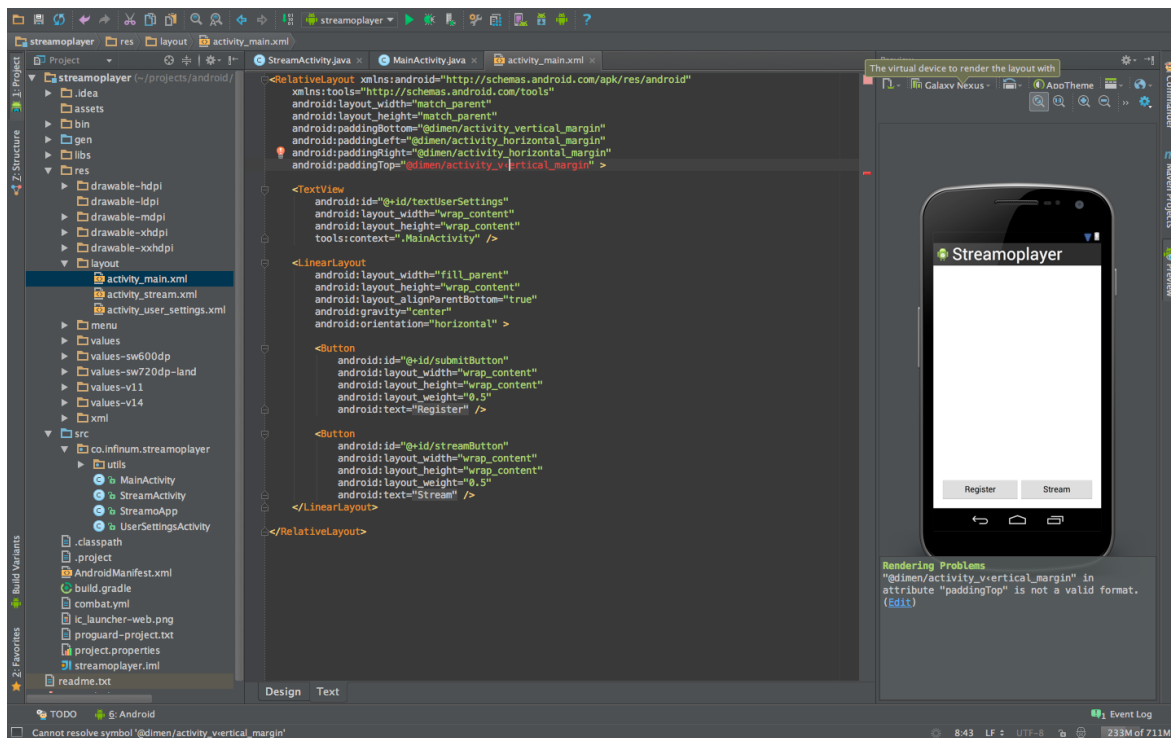 streamoplayer
streamoplayer res layout activity_main.xml
Project
StreamActivity.java × MainActivity.java × activity_main.xml ×
The virtual device to render the layout with
Galaxy Nexus AppTheme
1: Project
Z: Structure
Build Variants
2: Favorites
Commander
Maven Projects
Preview
streamoplayer (~/projects/android/
.idea
assets
bin
gen
libs
res
drawable-hdpi
drawable-ldpi
drawable-mdpi
drawable-xhdpi
drawable-xxhdpi
layout
activity_main.xml
activity_stream.xml
activity_user_settings.xml
menu
values
values-sw600dp
values-sw720dp-land
values-v11
values-v14
xml
src
co.infinum.streamoplayer
utils
MainActivity
StreamActivity
StreamoApp
UserSettingsActivity
.classpath
.project
AndroidManifest.xml
build.gradle
combat.yml
ic_launcher-web.png
proguard-project.txt
project.properties
streamoplayer.iml
readme.txt
<RelativeLayout xmlns:android="http://schemas.android.com/apk/res/android"
xmlns:tools="http://schemas.android.com/tools"
android:layout_width="match_parent"
android:layout_height="match_parent"
android:paddingBottom="@dimen/activity_vertical_margin"
android:paddingLeft="@dimen/activity_horizontal_margin"
android:paddingRight="@dimen/activity_horizontal_margin"
android:paddingTop="@dimen/activity_v‹ertical_margin" >
<TextView
android:id="@+id/textUserSettings"
android:layout_width="wrap_content"
android:layout_height="wrap_content"
tools:context=".MainActivity" />
<LinearLayout
android:layout_width="fill_parent"
android:layout_height="wrap_content"
android:layout_alignParentBottom="true"
android:gravity="center"
android:orientation="horizontal" >
<Button
android:id="@+id/submitButton"
android:layout_width="wrap_content"
android:layout_height="wrap_content"
android:layout_weight="0.5"
android:text="Register" />
<Button
android:id="@+id/streamButton"
android:layout_width="wrap_content"
android:layout_height="wrap_content"
android:layout_weight="0.5"
android:text="Stream" />
</LinearLayout>
</RelativeLayout>
Design Text
Streamoplayer
Register Stream
Rendering Problems
"@dimen/activity_v‹ertical_margin" in
attribute "paddingTop" is not a valid format.
(Edit)
TODO 6: Android 1 Event Log
Cannot resolve symbol '@dimen/activity_v‹ertical_margin' 8:43 LF UTF-8 233M of 711M